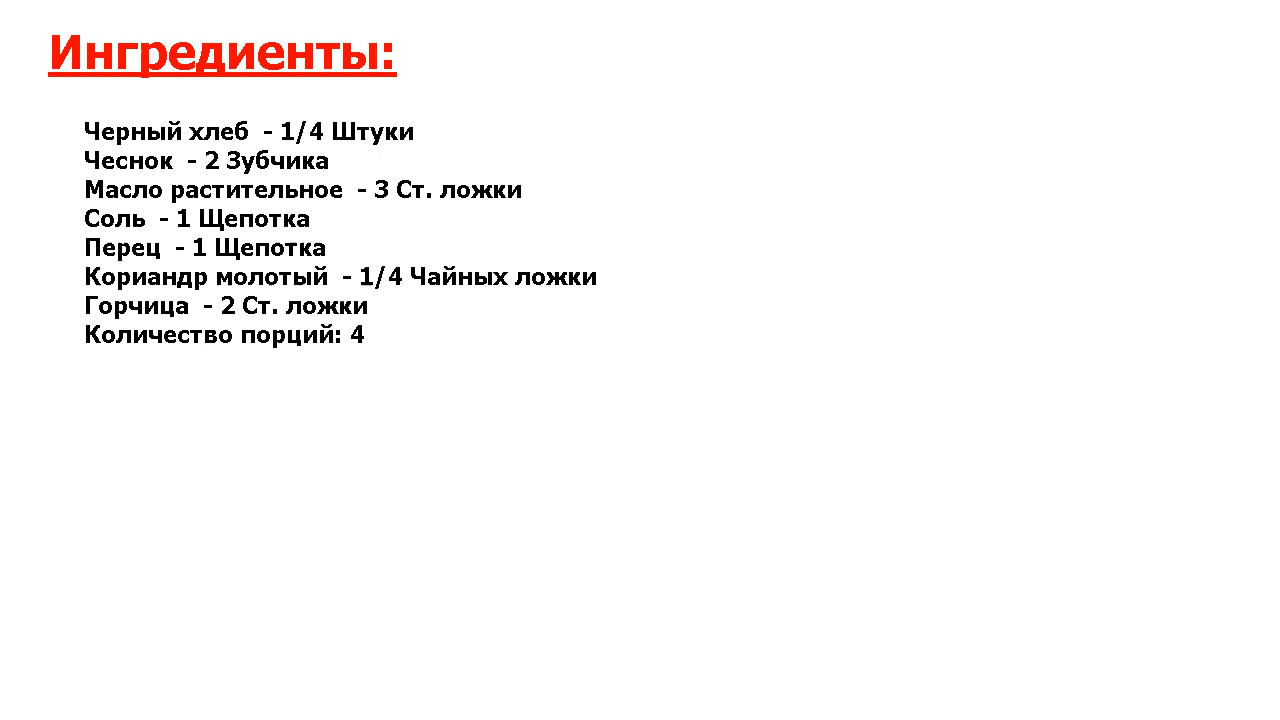 Ингредиенты:
Черный хлеб - 1/4 Штуки
Чеснок - 2 Зубчика
Масло растительное - 3 Ст. ложки
Соль - 1 Щепотка
Перец - 1 Щепотка
Кориандр молотый - 1/4 Чайных ложки
Горчица - 2 Ст. ложки
Количество порций: 4